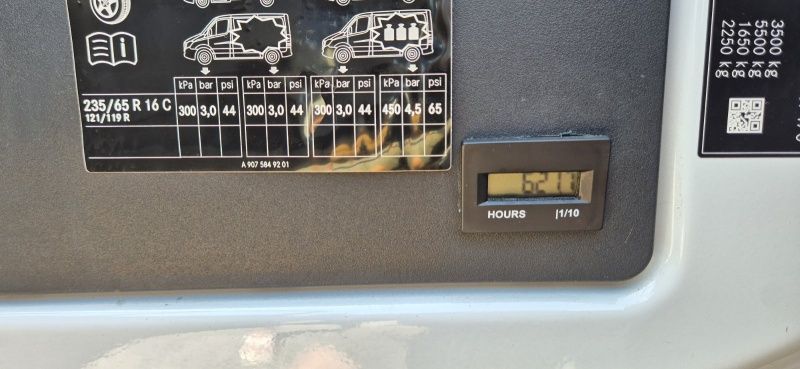 kPa bar psi kPa bar psi kPa bar psi kPa bar psi
235/65 R 16 C 300 3,0 44 300 3,0 44 300 3,0 44 450 4,5 65
121/119 R
A 907 584 92 01
HOURS |1/10
3500 kg
5500 kg
1650 kg
2250 kg